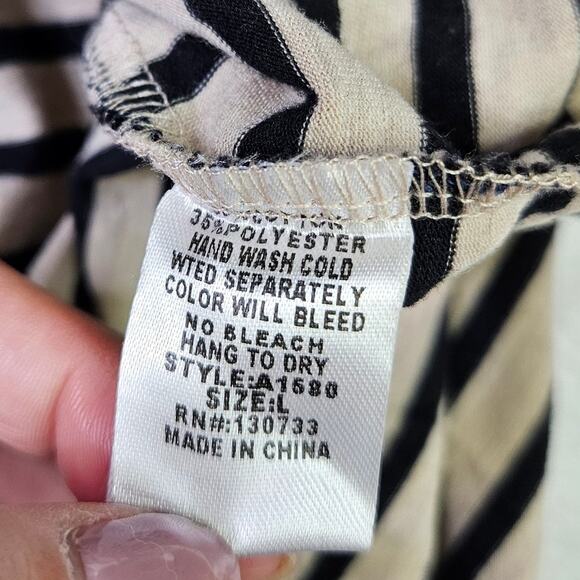 35%POLYESTER
HAND WASH COLD
WTED SEPARATELY
COLOR WILL BLEED
NO BLEACH
HANG TO DRY
STYLE:A1680
SIZE:L
RN#:130733
MADE IN CHINA